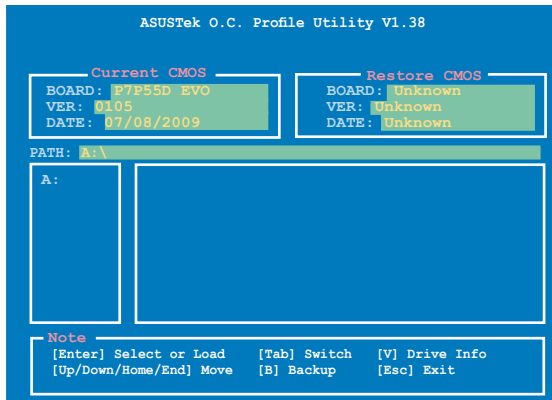 ASUSTek O.C. Profile Utility V1.38
Current CMOS
BOARD: P7P55D EVO
VER: 0105
DATE: 07/08/2009
Restore CMOS
BOARD: Unknown
VER: Unknown
DATE: Unknown
PATH: A:\
A:
Note
[Enter] Select or Load [Tab] Switch [V] Drive Info
[Up/Down/Home/End] Move [B] Backup [Esc] Exit